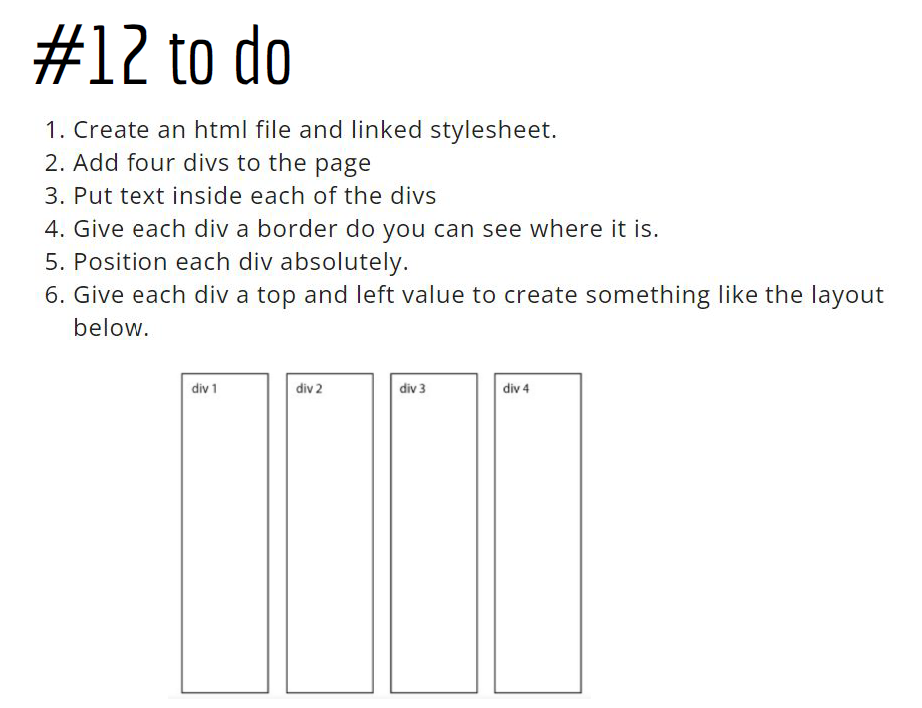 #12 to do
1. Create an html file and linked stylesheet.
2. Add four divs to the page
3. Put text inside each of the divs
4. Give each div a border do you can see where it is.
5. Position each div absolutely.
6. Give each div a top and left value to create something like the layout
below.
div 1
div 2
div 3
div 4